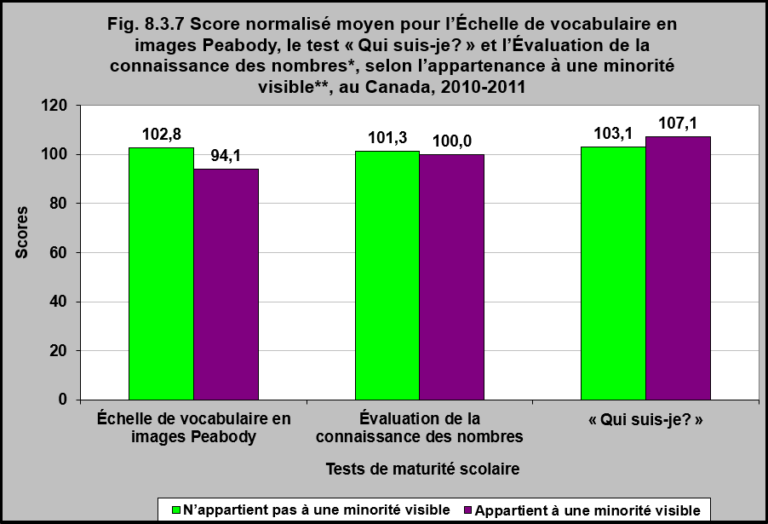 Fig. 8.3.7 Score normalisé moyen pour l’Échelle de vocabulaire en
images Peabody, le test « Qui suis-je? » et l’Évaluation de la
connaissance des nombres*, selon l’appartenance à une minorité
visible**, au Canada, 2010-2011
120
100
80
60
40
20
0
Scores
102,8
94,1
101,3
100,0
103,1
107,1
Échelle de vocabulaire en
images Peabody
Évaluation de la
connaissance des nombres
« Qui suis-je? »
Tests de maturité scolaire
N’appartient pas à une minorité visible
Appartient à une minorité visible